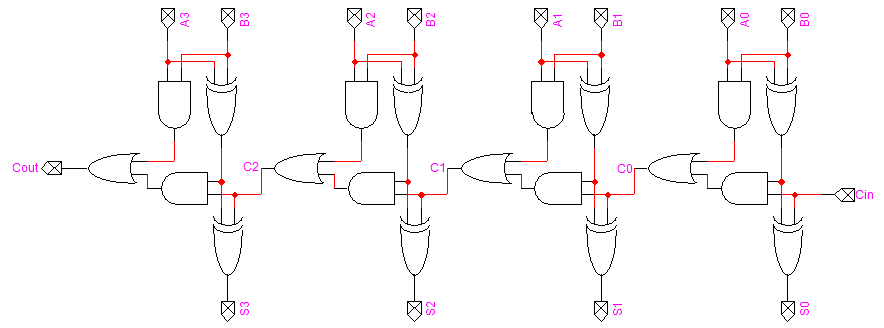 A3 B3 A2 B2 A1 B1 A0 B0
Cout C2 C1 C0
Cin
S3 S2 S1 S0